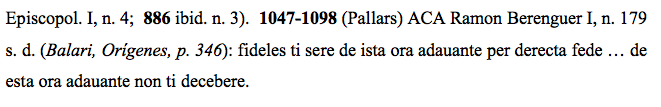 Episcopol. I, n. 4; 886 ibid. n. 3). 1047-1098 (Pallars) ACA Ramon Berenguer I, n. 179
s. d. (Balari, Orígenes, p. 346): fideles ti sere de ista ora adauante per derecta fede … de
esta ora adauante non ti decebere.